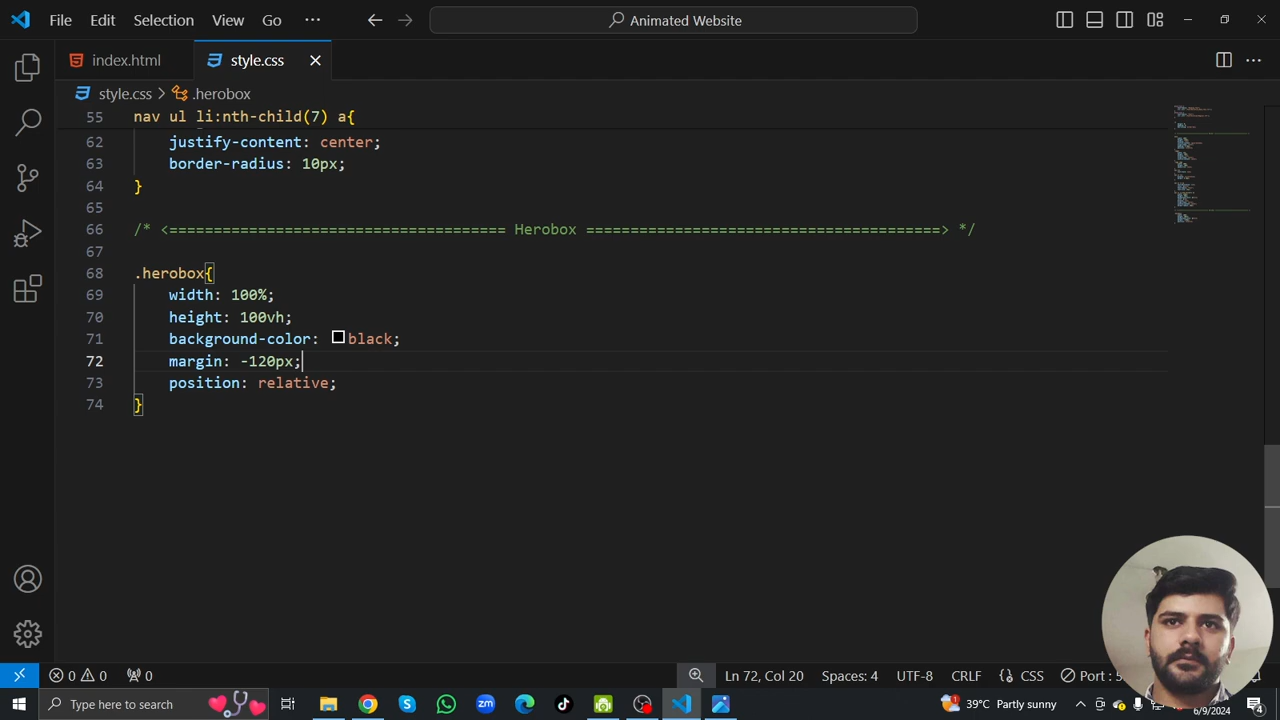 File Edit Selection View Go ··· Animated Website
index.html style.css
style.css > .herobox
55 nav ul li:nth-child(7) a{
62 justify-content: center;
63 border-radius: 10px;
64 }
65
66 /* <====================================== Herobox ========================================> */
67
68 .herobox{
69 width: 100%;
70 height: 100vh;
71 background-color: black;
72 margin: -120px;
73 position: relative;
74 }
0 0 0 Ln 72, Col 20 Spaces: 4 UTF-8 CRLF {} CSS Port : 5
Type here to search 39°C Partly sunny 6/9/2024 4